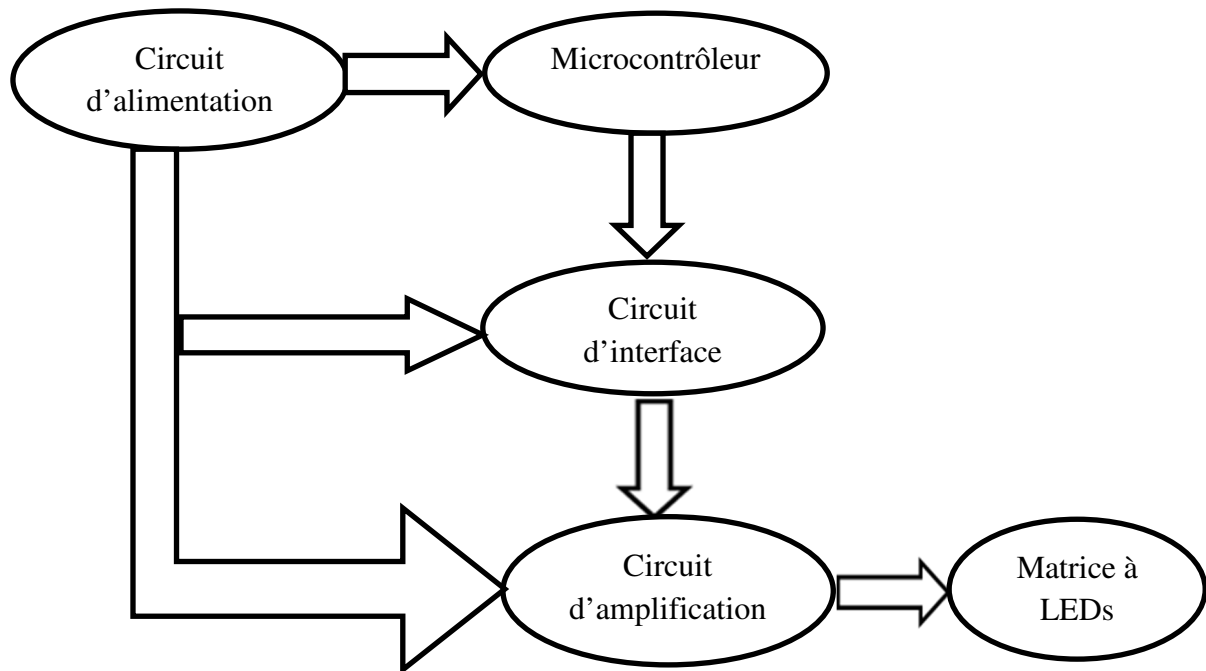 Circuit
d’alimentation
Microcontrôleur
Circuit
d’interface
Circuit
d’amplification
Matrice à
LEDs